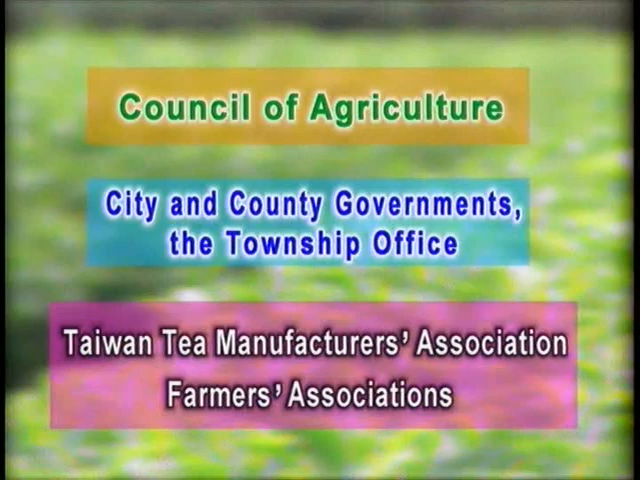 Council of Agriculture
City and County Governments,
the Township Office
Taiwan Tea Manufacturers’ Association
Farmers’ Associations